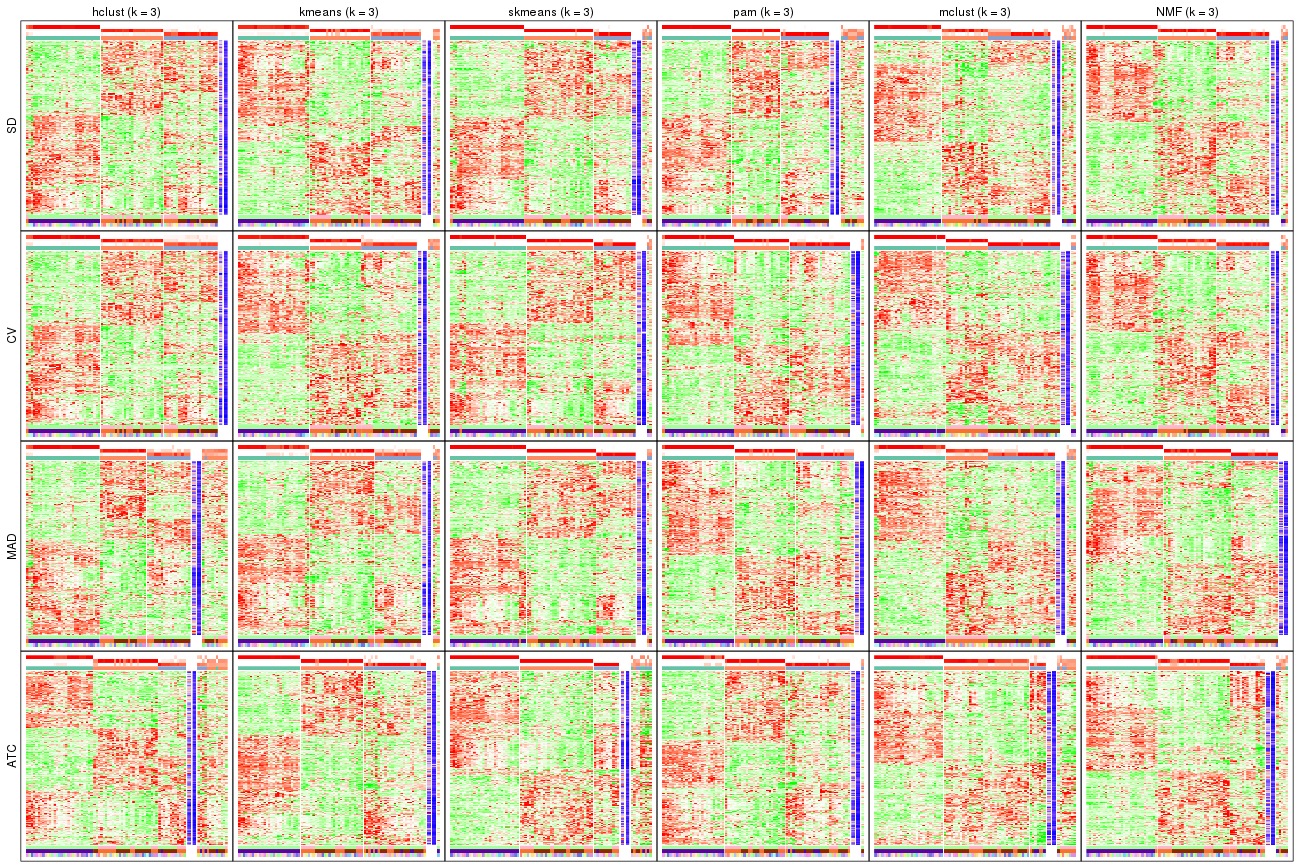 hclust (k = 3) kmeans (k = 3) skmeans (k = 3) pam (k = 3) mclust (k = 3) NMF (k = 3)
SD
CV
MAD
ATC